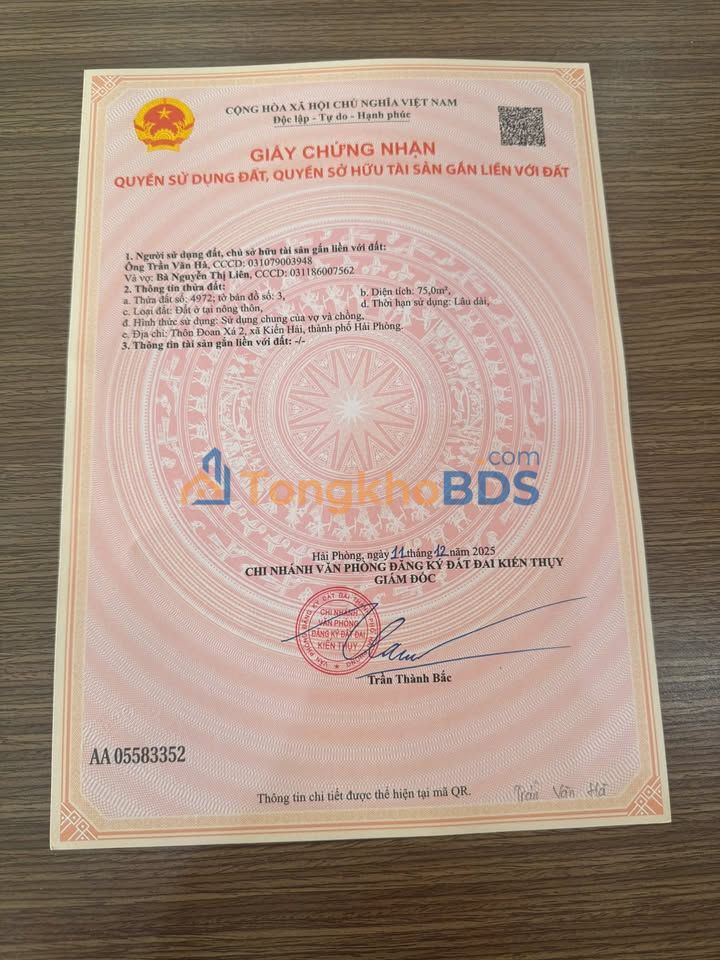 CỘNG HÒA XÃ HỘI CHỦ NGHĨA VIỆT NAM
Độc lập - Tự do - Hạnh phúc
GIẤY CHỨNG NHẬN
QUYỀN SỬ DỤNG ĐẤT, QUYỀN SỞ HỮU TÀI SẢN GẮN LIỀN VỚI ĐẤT
1. Người sử dụng đất, chủ sở hữu tài sản gắn liền với đất:
Ông Trần Văn Hà, CCCD: 031079003948
Và vợ: Bà Nguyễn Thị Liên, CCCD: 031186007562
2. Thông tin thửa đất:
a. Thửa đất số: 4972; tờ bản đồ số: 3, b. Diện tích: 75,0m²,
c. Loại đất: Đất ở tại nông thôn, d. Thời hạn sử dụng: Lâu dài,
đ. Hình thức sử dụng: Sử dụng chung của vợ và chồng,
e. Địa chỉ: Thôn Đoan Xá 2, xã Kiến Hải, thành phố Hải Phòng.
3. Thông tin tài sản gắn liền với đất: -/-
TongkhoBDS.com
Hải Phòng, ngày 11 tháng 12 năm 2025
CHI NHÁNH VĂN PHÒNG ĐĂNG KÝ ĐẤT ĐAI KIẾN THỤY
GIÁM ĐỐC
CHI NHÁNH
VĂN PHÒNG
ĐĂNG KÝ ĐẤT ĐAI
KIẾN THỤY
Trần Thành Bắc
AA 05583352
Thông tin chi tiết được thể hiện tại mã QR.
Trần Văn Hà